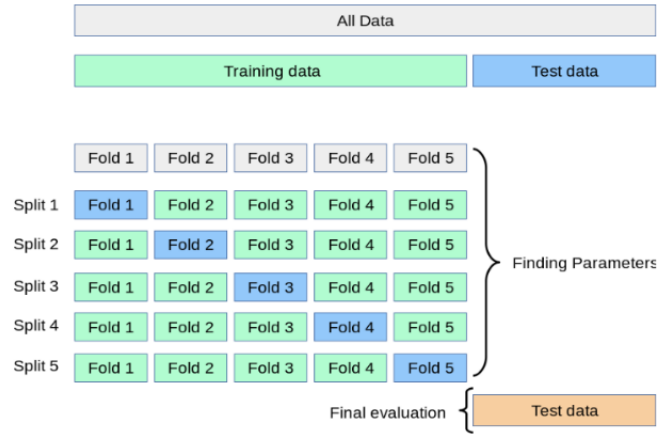 All Data
Training data Test data
Fold 1 Fold 2 Fold 3 Fold 4 Fold 5
Split 1 Fold 1 Fold 2 Fold 3 Fold 4 Fold 5
Split 2 Fold 1 Fold 2 Fold 3 Fold 4 Fold 5
Finding Parameters
Split 3 Fold 1 Fold 2 Fold 3 Fold 4 Fold 5
Split 4 Fold 1 Fold 2 Fold 3 Fold 4 Fold 5
Split 5 Fold 1 Fold 2 Fold 3 Fold 4 Fold 5
Final evaluation Test data